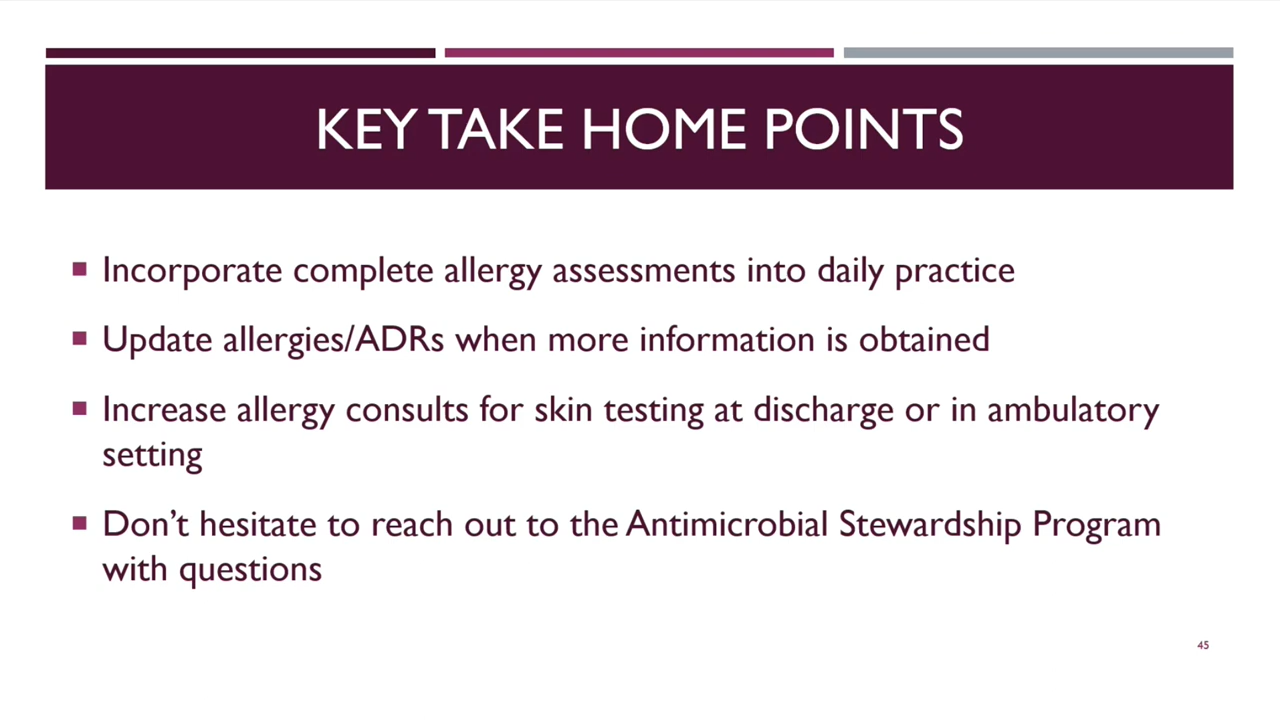 KEY TAKE HOME POINTS
Incorporate complete allergy assessments into daily practice
Update allergies/ADRs when more information is obtained
Increase allergy consults for skin testing at discharge or in ambulatory
setting
Don’t hesitate to reach out to the Antimicrobial Stewardship Program
with questions
45